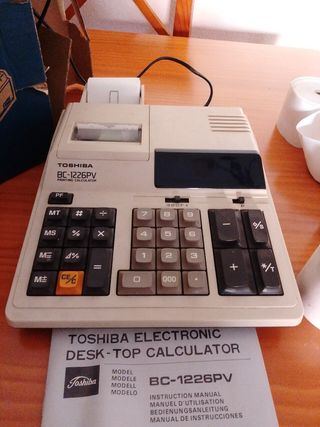 TOSHIBA
BC-1226PV
PRINTING CALCULATOR
PF
MT # ÷
MS % ×
M= Δ% =
M± CE/C
7 8 9
4 5 6
1 2 3
0 000 ·
−
+
TOSHIBA ELECTRONIC
DESK-TOP CALCULATOR
Toshiba
MODEL
MODELE
MODELL
MODELO
BC-1226PV
INSTRUCTION MANUAL
MANUEL D'UTILISATION
BEDIENUNGSANLEITUNG
MANUAL DE INSTRUCCIONES